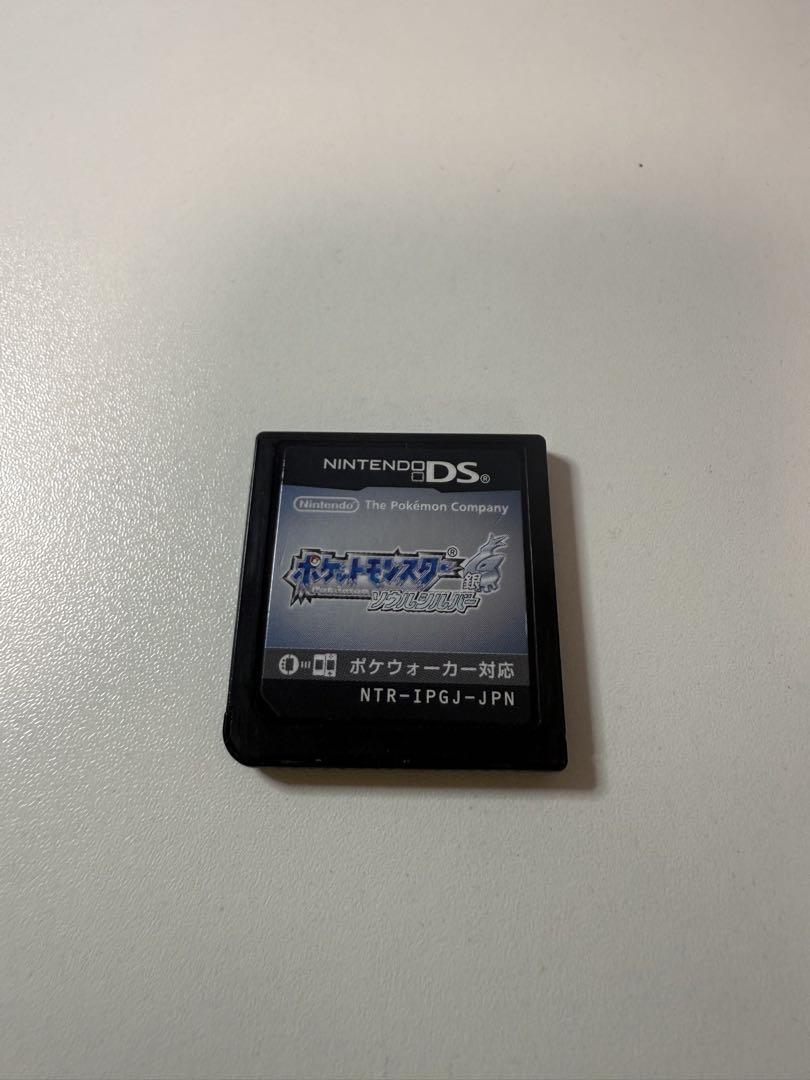 NINTENDO DS®
Nintendo® The Pokémon Company
ポケットモンスター®
銀
ソウルシルバー
ポケウォーカー対応
NTR-IPGJ-JPN